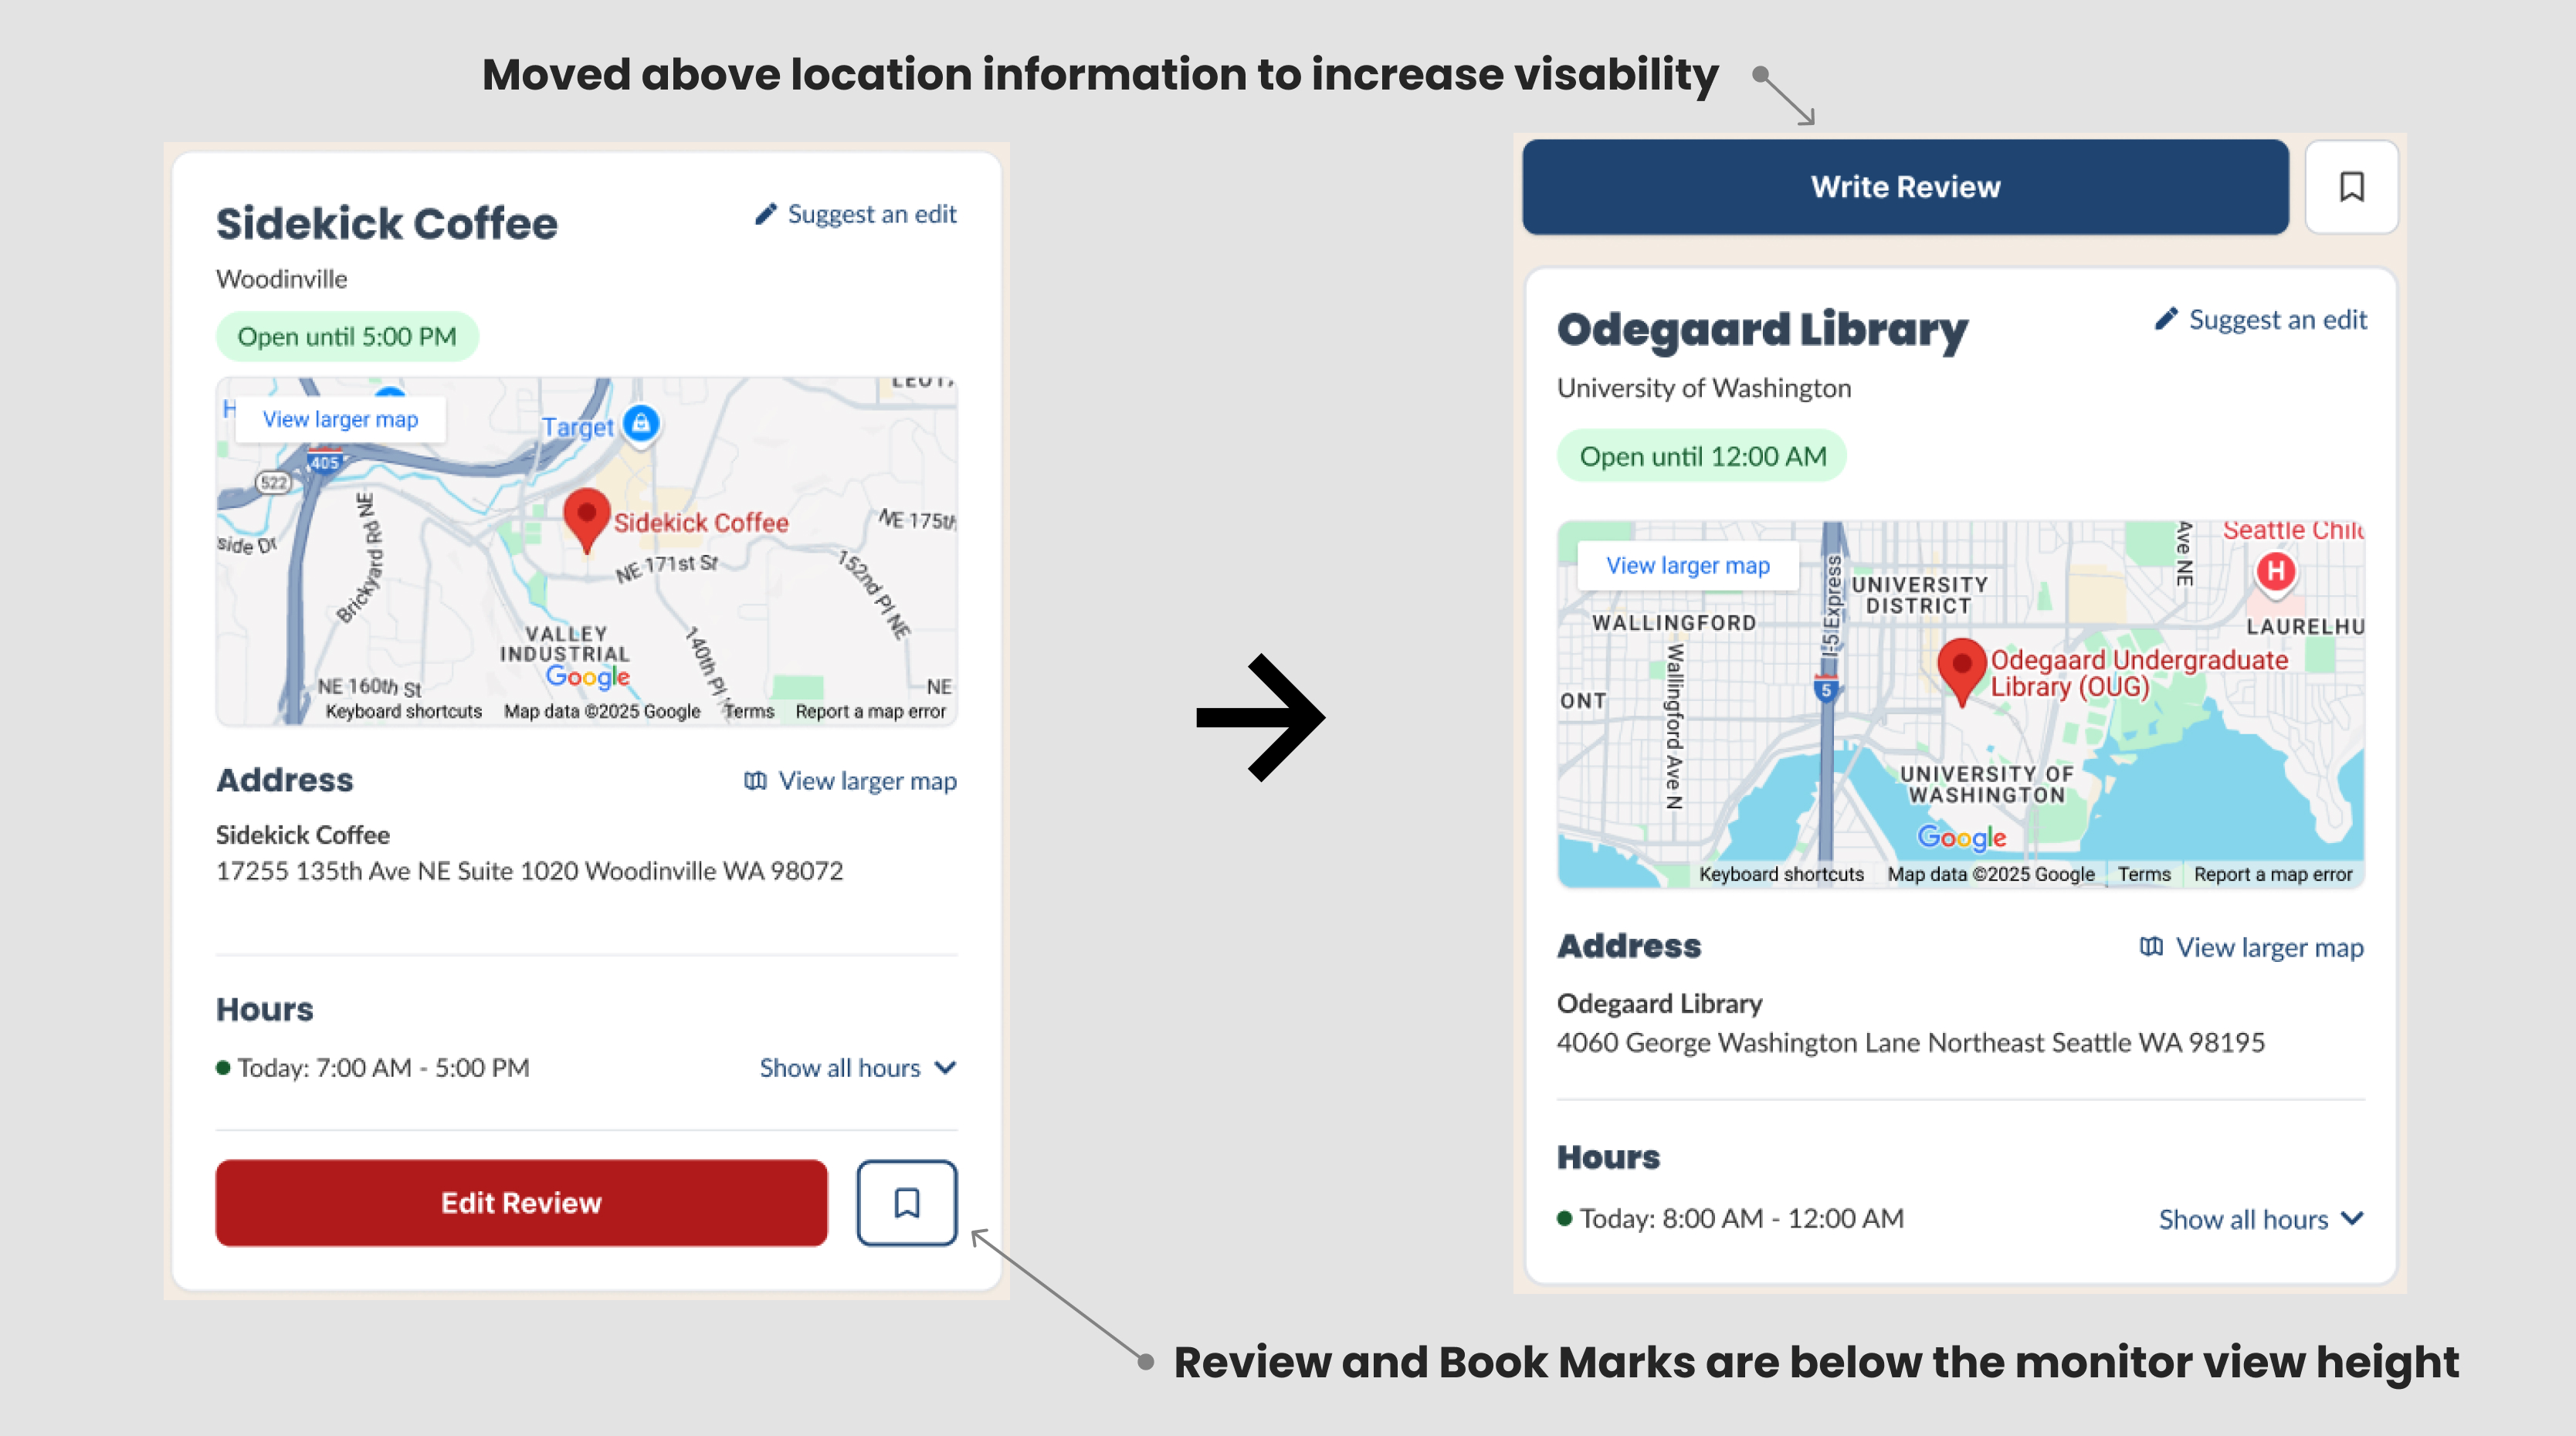 Moved above location information to increase visability
Sidekick Coffee
Suggest an edit
Woodinville
Open until 5:00 PM
View larger map
Target
405
522
Sidekick Coffee
NE 175th
side Dr
Brickyard Rd NE
NE 171st St
152nd Pl NE
VALLEY
INDUSTRIAL
140th Pl
Google
NE 160th St
NE
Keyboard shortcuts Map data ©2025 Google Terms Report a map error
Address
View larger map
Sidekick Coffee
17255 135th Ave NE Suite 1020 Woodinville WA 98072
Hours
Today: 7:00 AM - 5:00 PM
Show all hours
Edit Review
Write Review
Odegaard Library
Suggest an edit
University of Washington
Open until 12:00 AM
View larger map
I-5 Express
Ave NE
Seattle Chil
H
UNIVERSITY
DISTRICT
WALLINGFORD
LAURELHU
Wallingford Ave N
5
Odegaard Undergraduate
Library (OUG)
ONT
UNIVERSITY OF
WASHINGTON
Google
Keyboard shortcuts Map data ©2025 Google Terms Report a map error
Address
View larger map
Odegaard Library
4060 George Washington Lane Northeast Seattle WA 98195
Hours
Today: 8:00 AM - 12:00 AM
Show all hours
Review and Book Marks are below the monitor view height